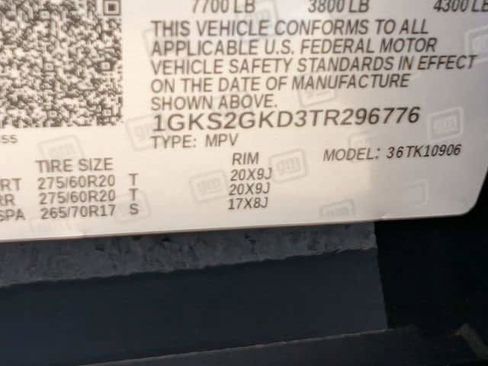 7700 LB 3800 LB 4300 LB
THIS VEHICLE CONFORMS TO ALL
APPLICABLE U.S. FEDERAL MOTOR
VEHICLE SAFETY STANDARDS IN EFFECT
ON THE DATE OF MANUFACTURE
SHOWN ABOVE.
1GKS2GKD3TR296776
TYPE: MPV MODEL: 36TK10906
TIRE SIZE RIM
RT 275/60R20 T 20X9J
RR 275/60R20 T 20X9J
SPA 265/70R17 S 17X8J
gm